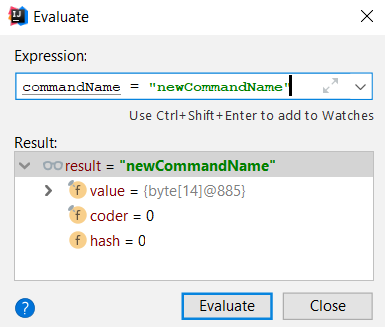 Evaluate
Expression:
commandName = "newCommandName"
Use Ctrl+Shift+Enter to add to Watches
Result:
result = "newCommandName"
f value = {byte[14]@885}
f coder = 0
f hash = 0
? Evaluate Close